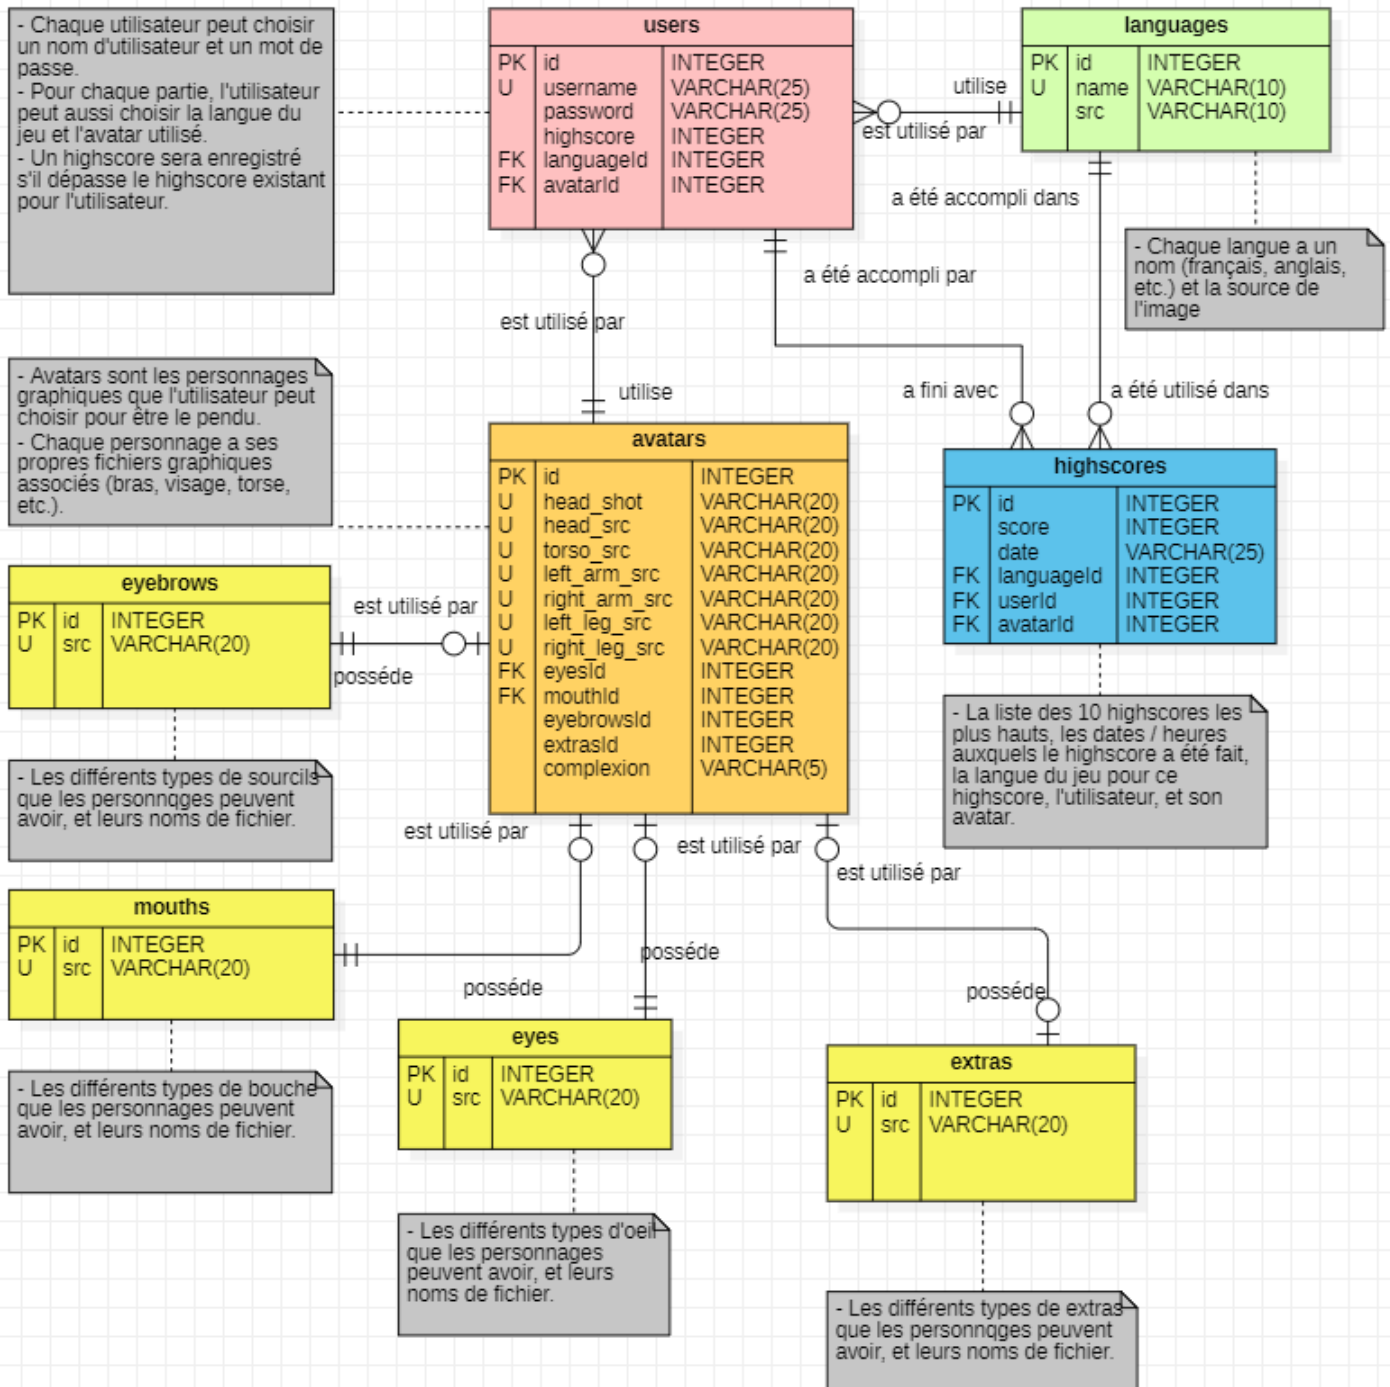 - Chaque utilisateur peut choisir
un nom d'utilisateur et un mot de
passe.
- Pour chaque partie, l'utilisateur
peut aussi choisir la langue du
jeu et l'avatar utilisé.
- Un highscore sera enregistré
s'il dépasse le highscore existant
pour l'utilisateur.
users
PK id INTEGER
U username VARCHAR(25)
password VARCHAR(25)
highscore INTEGER
FK languageId INTEGER
FK avatarId INTEGER
utilise
est utilisé par
languages
PK id INTEGER
U name VARCHAR(10)
src VARCHAR(10)
a été accompli dans
- Chaque langue a un
nom (français, anglais,
etc.) et la source de
l'image
a été accompli par
est utilisé par
utilise
a fini avec
a été utilisé dans
- Avatars sont les personnages
graphiques que l'utilisateur peut
choisir pour être le pendu.
- Chaque personnage a ses
propres fichiers graphiques
associés (bras, visage, torse,
etc.).
avatars
PK id INTEGER
U head_shot VARCHAR(20)
U head_src VARCHAR(20)
U torso_src VARCHAR(20)
U left_arm_src VARCHAR(20)
U right_arm_src VARCHAR(20)
U left_leg_src VARCHAR(20)
U right_leg_src VARCHAR(20)
FK eyesId INTEGER
FK mouthId INTEGER
eyebrowsId INTEGER
extrasId INTEGER
complexion VARCHAR(5)
highscores
PK id INTEGER
score INTEGER
date VARCHAR(25)
FK languageId INTEGER
FK userId INTEGER
FK avatarId INTEGER
eyebrows
PK id INTEGER
U src VARCHAR(20)
est utilisé par
posséde
- La liste des 10 highscores les
plus hauts, les dates / heures
auxquels le highscore a été fait,
la langue du jeu pour ce
highscore, l'utilisateur, et son
avatar.
- Les différents types de sourcils
que les personnqges peuvent
avoir, et leurs noms de fichier.
est utilisé par
est utilisé par
est utilisé par
mouths
PK id INTEGER
U src VARCHAR(20)
posséde
posséde
posséde
- Les différents types de bouche
que les personnages peuvent
avoir, et leurs noms de fichier.
eyes
PK id INTEGER
U src VARCHAR(20)
extras
PK id INTEGER
U src VARCHAR(20)
- Les différents types d'oeil
que les personnages
peuvent avoir, et leurs
noms de fichier.
- Les différents types de extras
que les personnqges peuvent
avoir, et leurs noms de fichier.